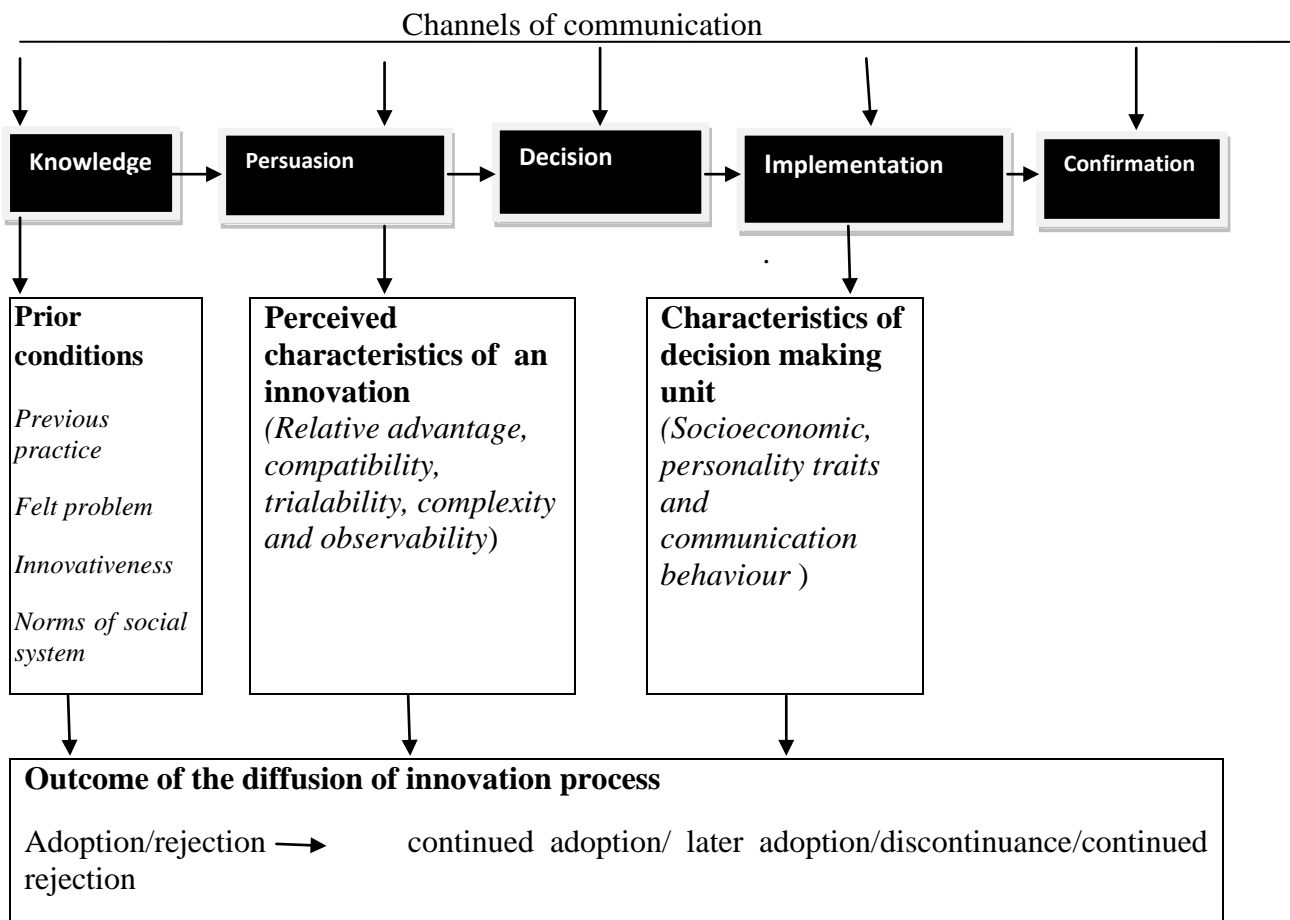 Channels of communication
Knowledge
Persuasion
Decision
Implementation
Confirmation
.
Prior
conditions
Previous
practice
Felt problem
Innovativeness
Norms of social
system
Perceived
characteristics of an
innovation
(Relative advantage,
compatibility,
trialability, complexity
and observability)
Characteristics of
decision making
unit
(Socioeconomic,
personality traits
and
communication
behaviour )
Outcome of the diffusion of innovation process
Adoption/rejection continued adoption/ later adoption/discontinuance/continued
rejection